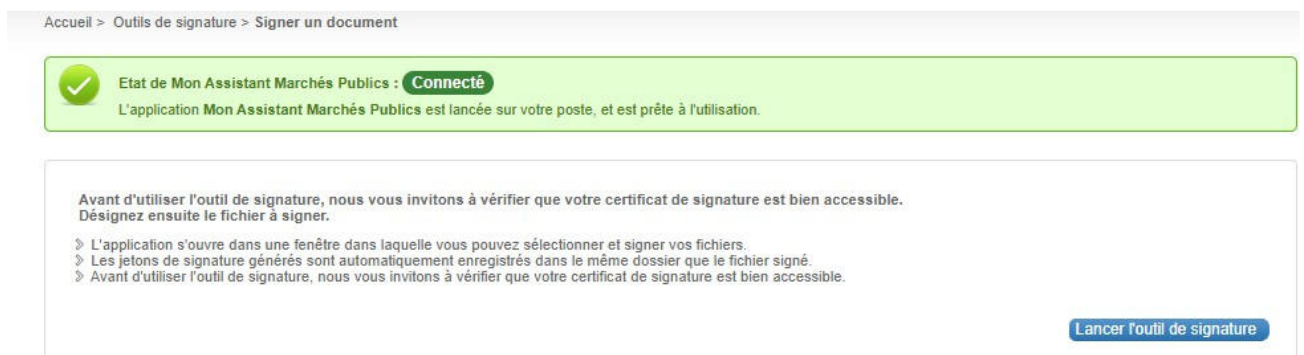 Accueil > Outils de signature > Signer un document
Etat de Mon Assistant Marchés Publics : Connecté
L'application Mon Assistant Marchés Publics est lancée sur votre poste, et est prête à l'utilisation.
Avant d'utiliser l'outil de signature, nous vous invitons à vérifier que votre certificat de signature est bien accessible.
Désignez ensuite le fichier à signer.
L'application s'ouvre dans une fenêtre dans laquelle vous pouvez sélectionner et signer vos fichiers.
Les jetons de signature générés sont automatiquement enregistrés dans le même dossier que le fichier signé.
Avant d'utiliser l'outil de signature, nous vous invitons à vérifier que votre certificat de signature est bien accessible.
Lancer l'outil de signature